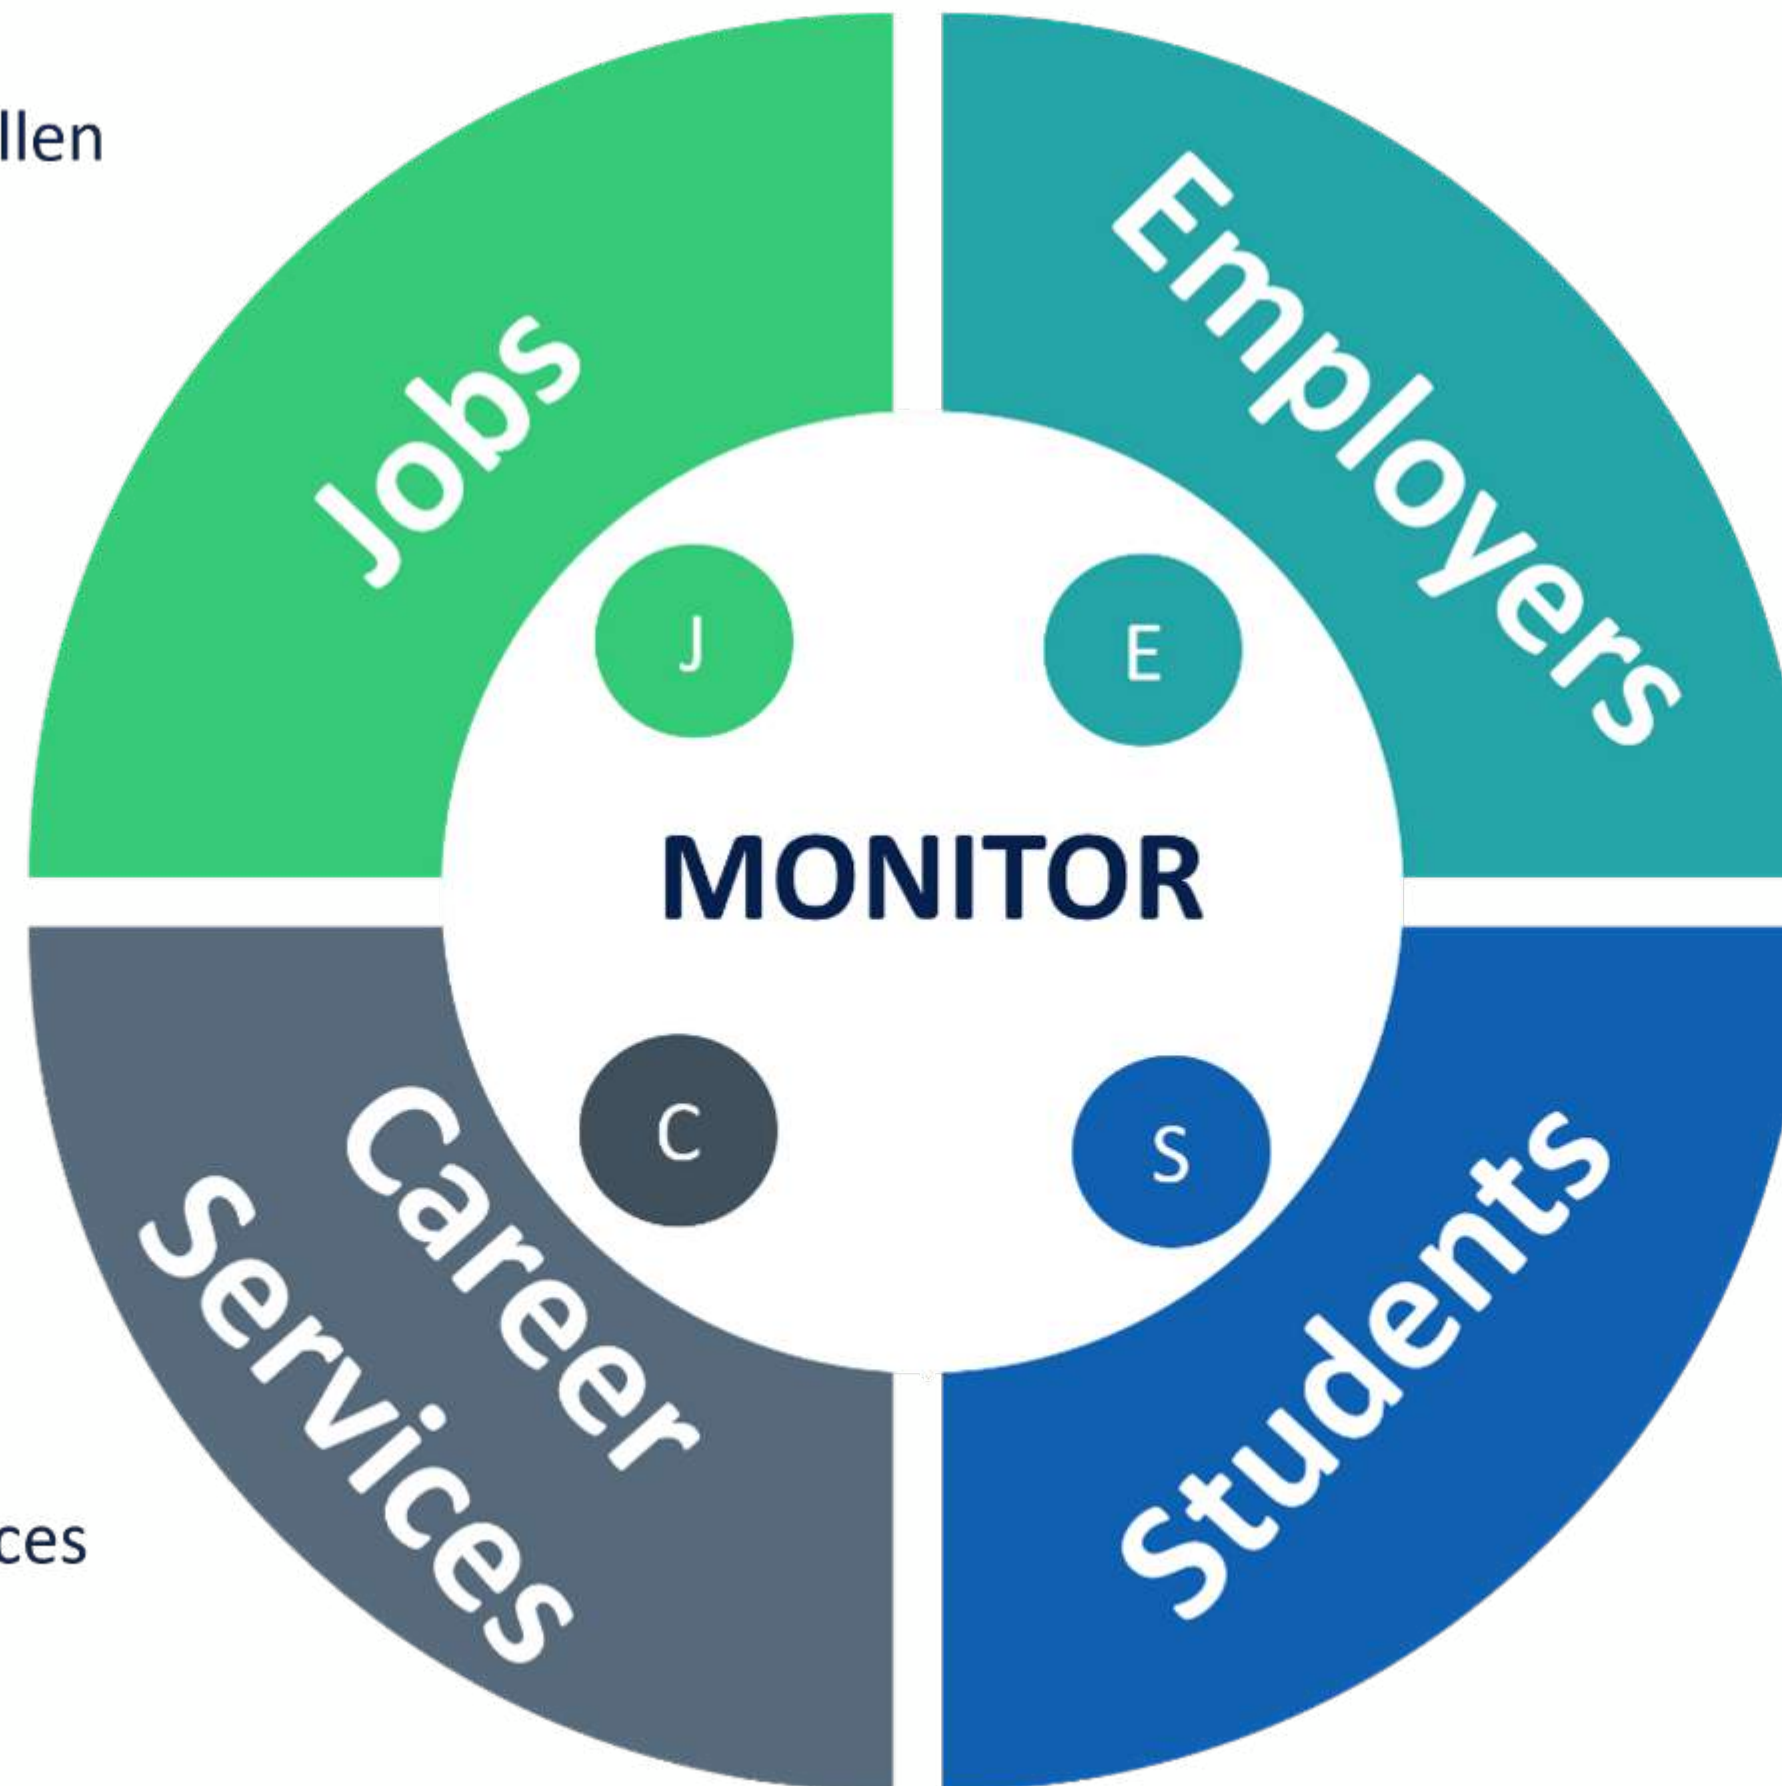 llen
Jobs
Employers
J
E
MONITOR
C
S
Career
Services
Students
ces